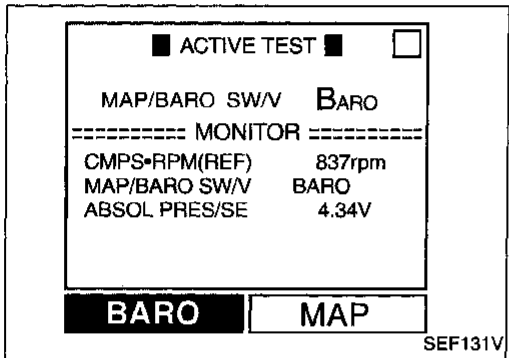 ■ ACTIVE TEST ■
MAP/BARO SW/V BARO
========== MONITOR =========
CMPS•RPM(REF) 837rpm
MAP/BARO SW/V BARO
ABSOL PRES/SE 4.34V
BARO MAP
SEF131V